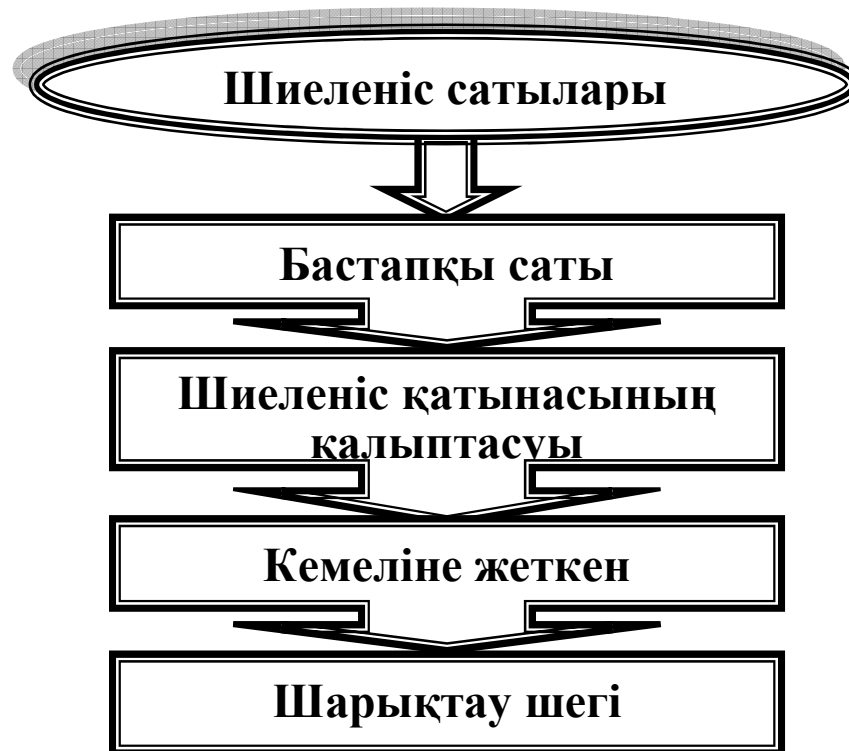 Шиеленіс сатылары
Бастапқы саты
Шиеленіс қатынасының
қалыптасуы
Кемеліне жеткен
Шарықтау шегі